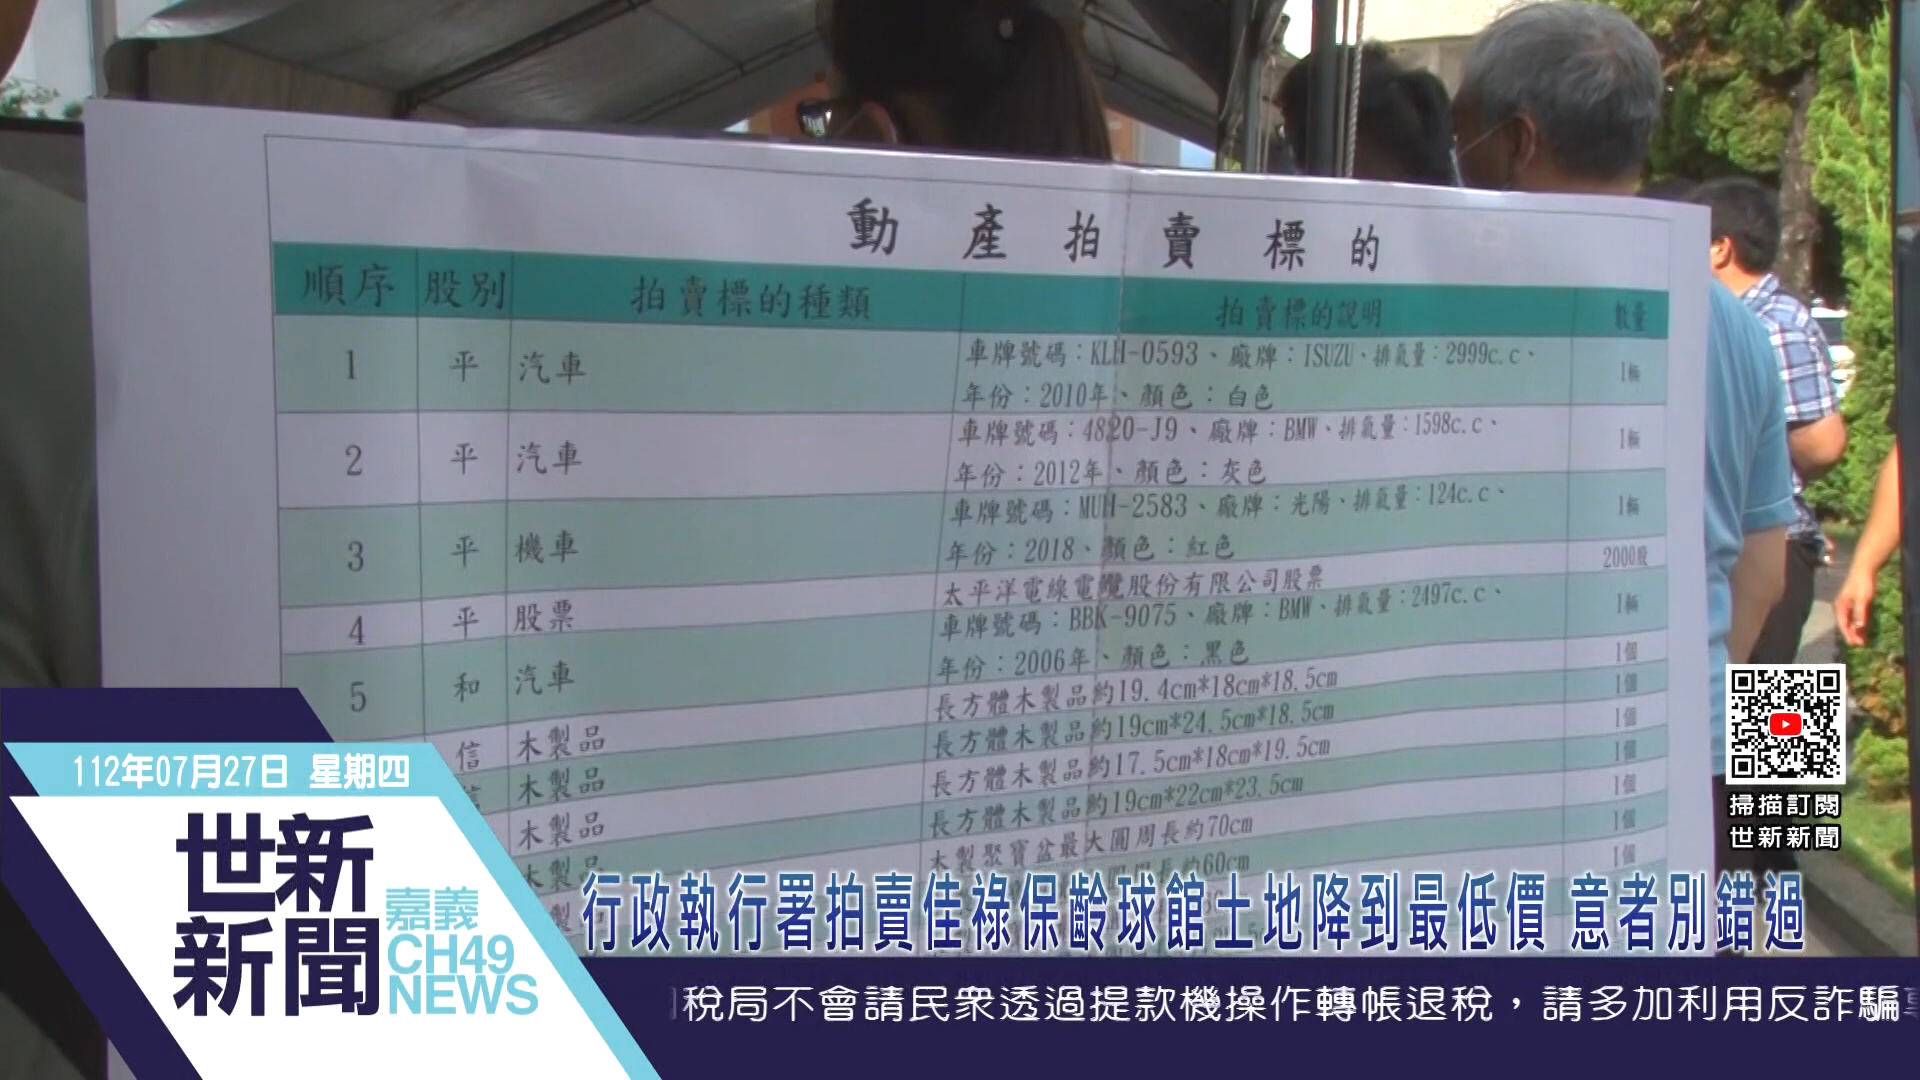 動產拍賣標的
順序 股別 拍賣標的種類 拍賣標的說明 數量
1 平 汽車 車牌號碼：KLH-0593、廠牌：ISUZU、排氣量：2999c.c、 1輛
年份：2010年、顏色：白色
2 平 汽車 車牌號碼：4820-J9、廠牌：BMW、排氣量：1598c.c、 1輛
年份：2012年、顏色：灰色
3 平 機車 車牌號碼：MUH-2583、廠牌：光陽、排氣量：124c.c、 1輛
年份：2018、顏色：紅色
4 平 股票 太平洋電線電纜股份有限公司股票 2000股
5 和 汽車 車牌號碼：BBK-9075、廠牌：BMW、排氣量：2497c.c、 1輛
年份：2006年、顏色：黑色
信 木製品 長方體木製品約19.4cm*18cm*18.5cm 1個
信 木製品 長方體木製品約19cm*24.5cm*18.5cm 1個
木製品 長方體木製品約17.5cm*18cm*19.5cm 1個
木製品 長方體木製品約19cm*22cm*23.5cm 1個
木製聚寶盆最大圓周長約70cm 1個
周長約60cm 1個
1個
112年07月27日 星期四
世新
新聞
嘉義
CH49
NEWS
掃描訂閱
世新新聞
行政執行署拍賣佳祿保齡球館土地降到最低價 意者別錯過
稅局不會請民眾透過提款機操作轉帳退稅，請多加利用反詐騙